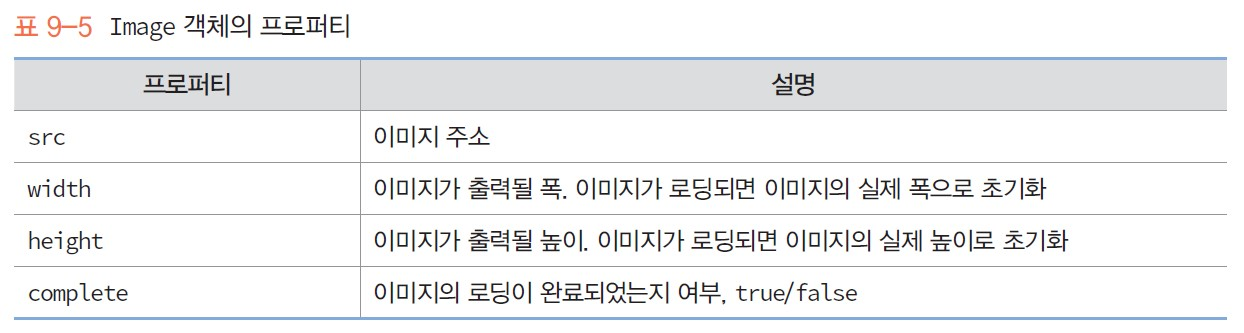 표 9-5 Image 객체의 프로퍼티
프로퍼티 설명
src 이미지 주소
width 이미지가 출력될 폭. 이미지가 로딩되면 이미지의 실제 폭으로 초기화
height 이미지가 출력될 높이. 이미지가 로딩되면 이미지의 실제 높이로 초기화
complete 이미지의 로딩이 완료되었는지 여부, true/false